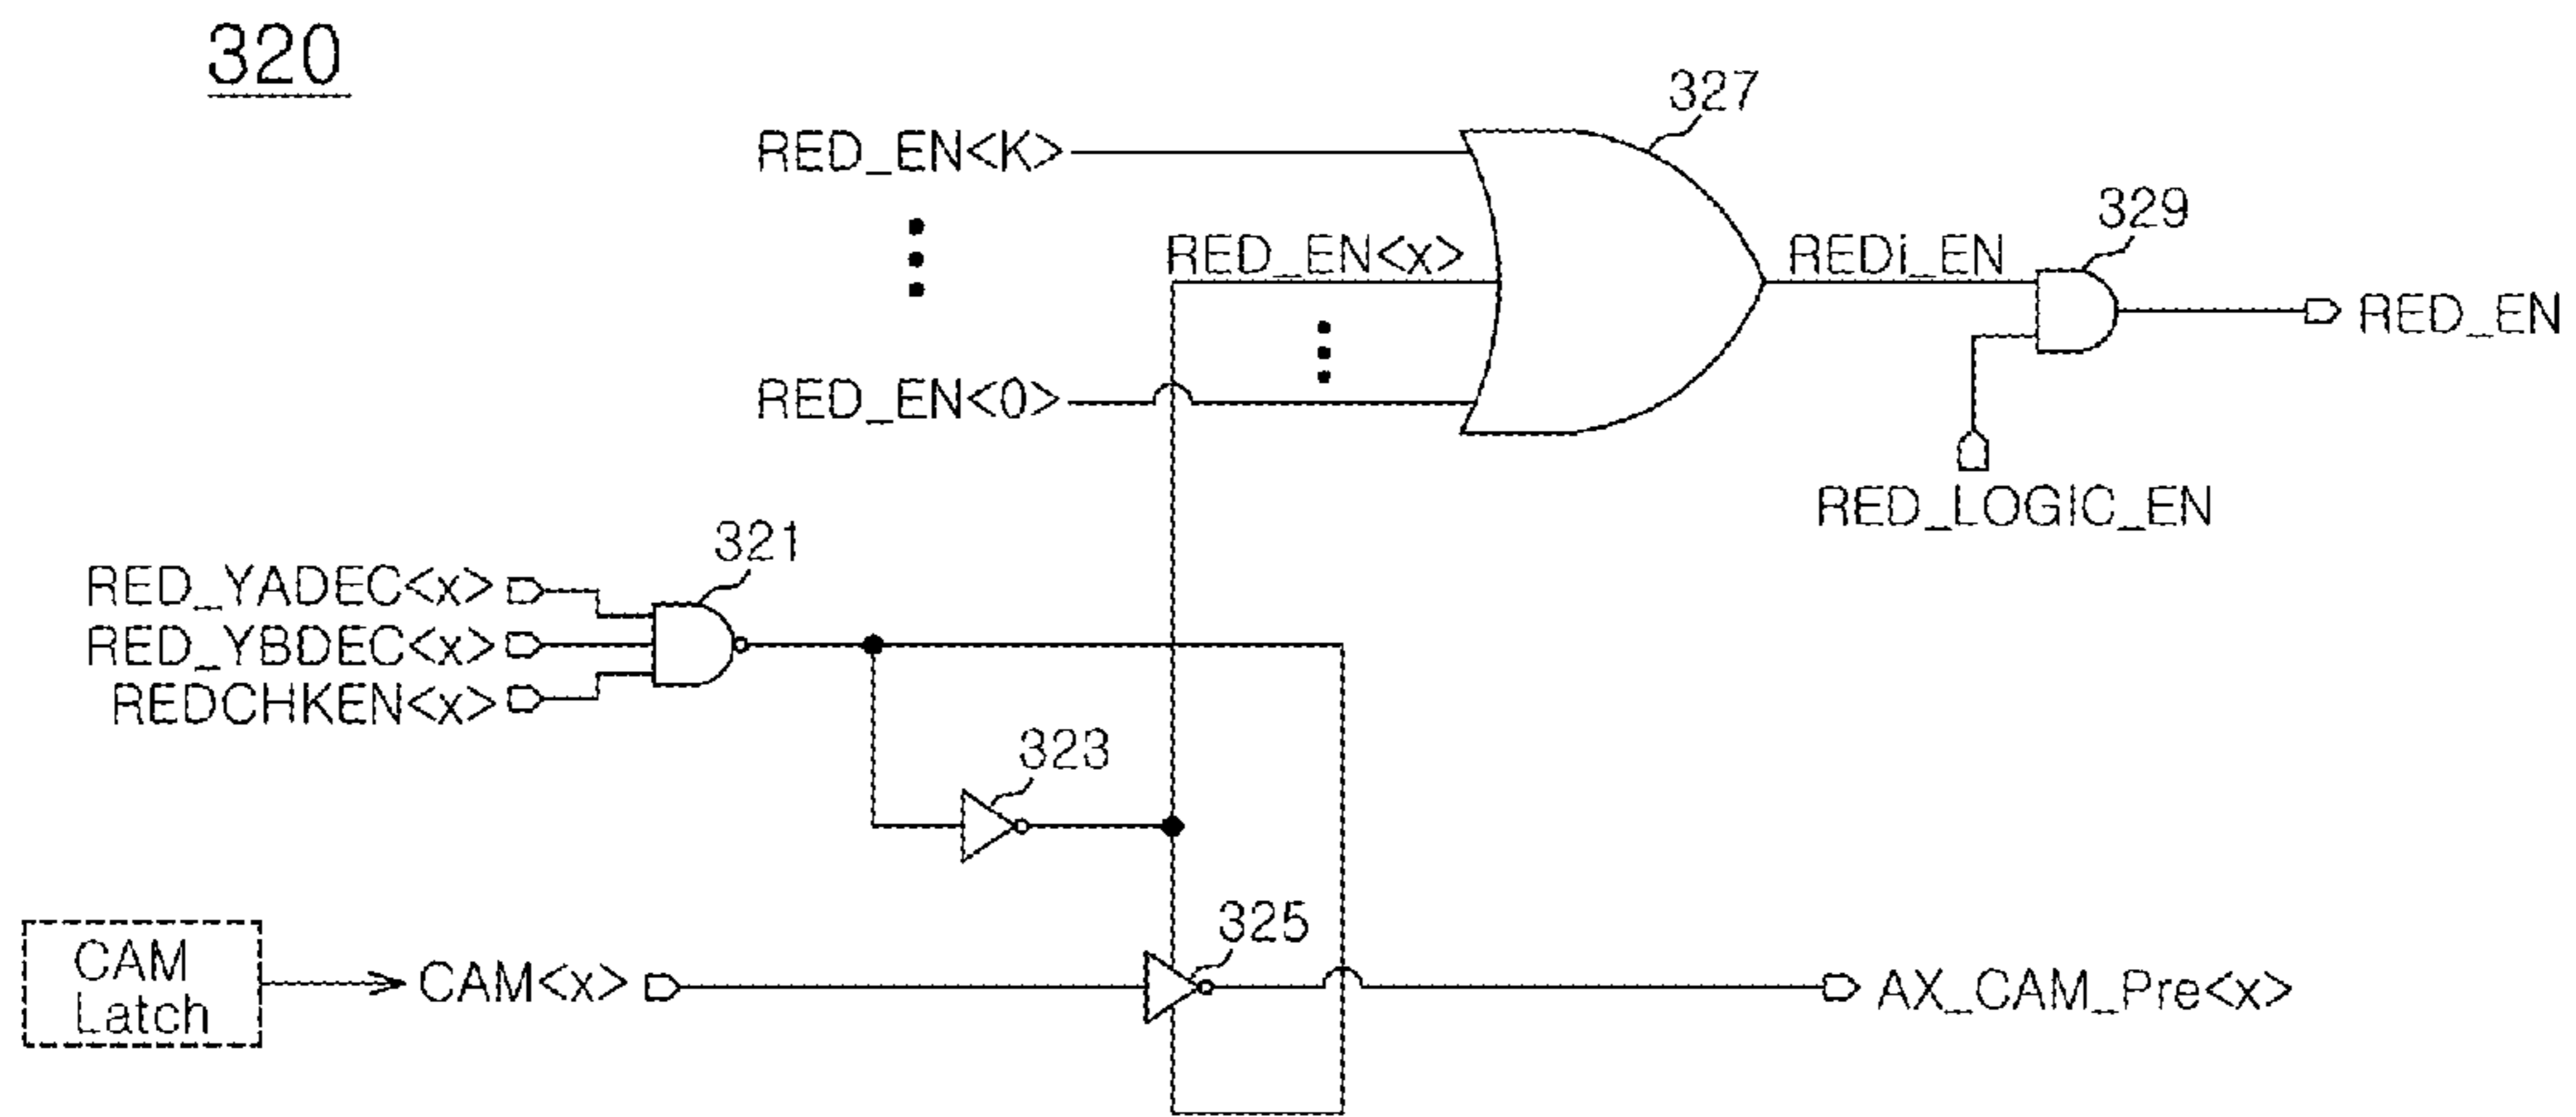 320
327
RED_EN<K>
329
RED_EN<x>
REDi_EN
RED_EN
RED_EN<0>
RED_LOGIC_EN
321
RED_YADEC<x>
RED_YBDEC<x>
REDCHKEN<x>
323
325
CAM
Latch
CAM<x>
AX_CAM_Pre<x>